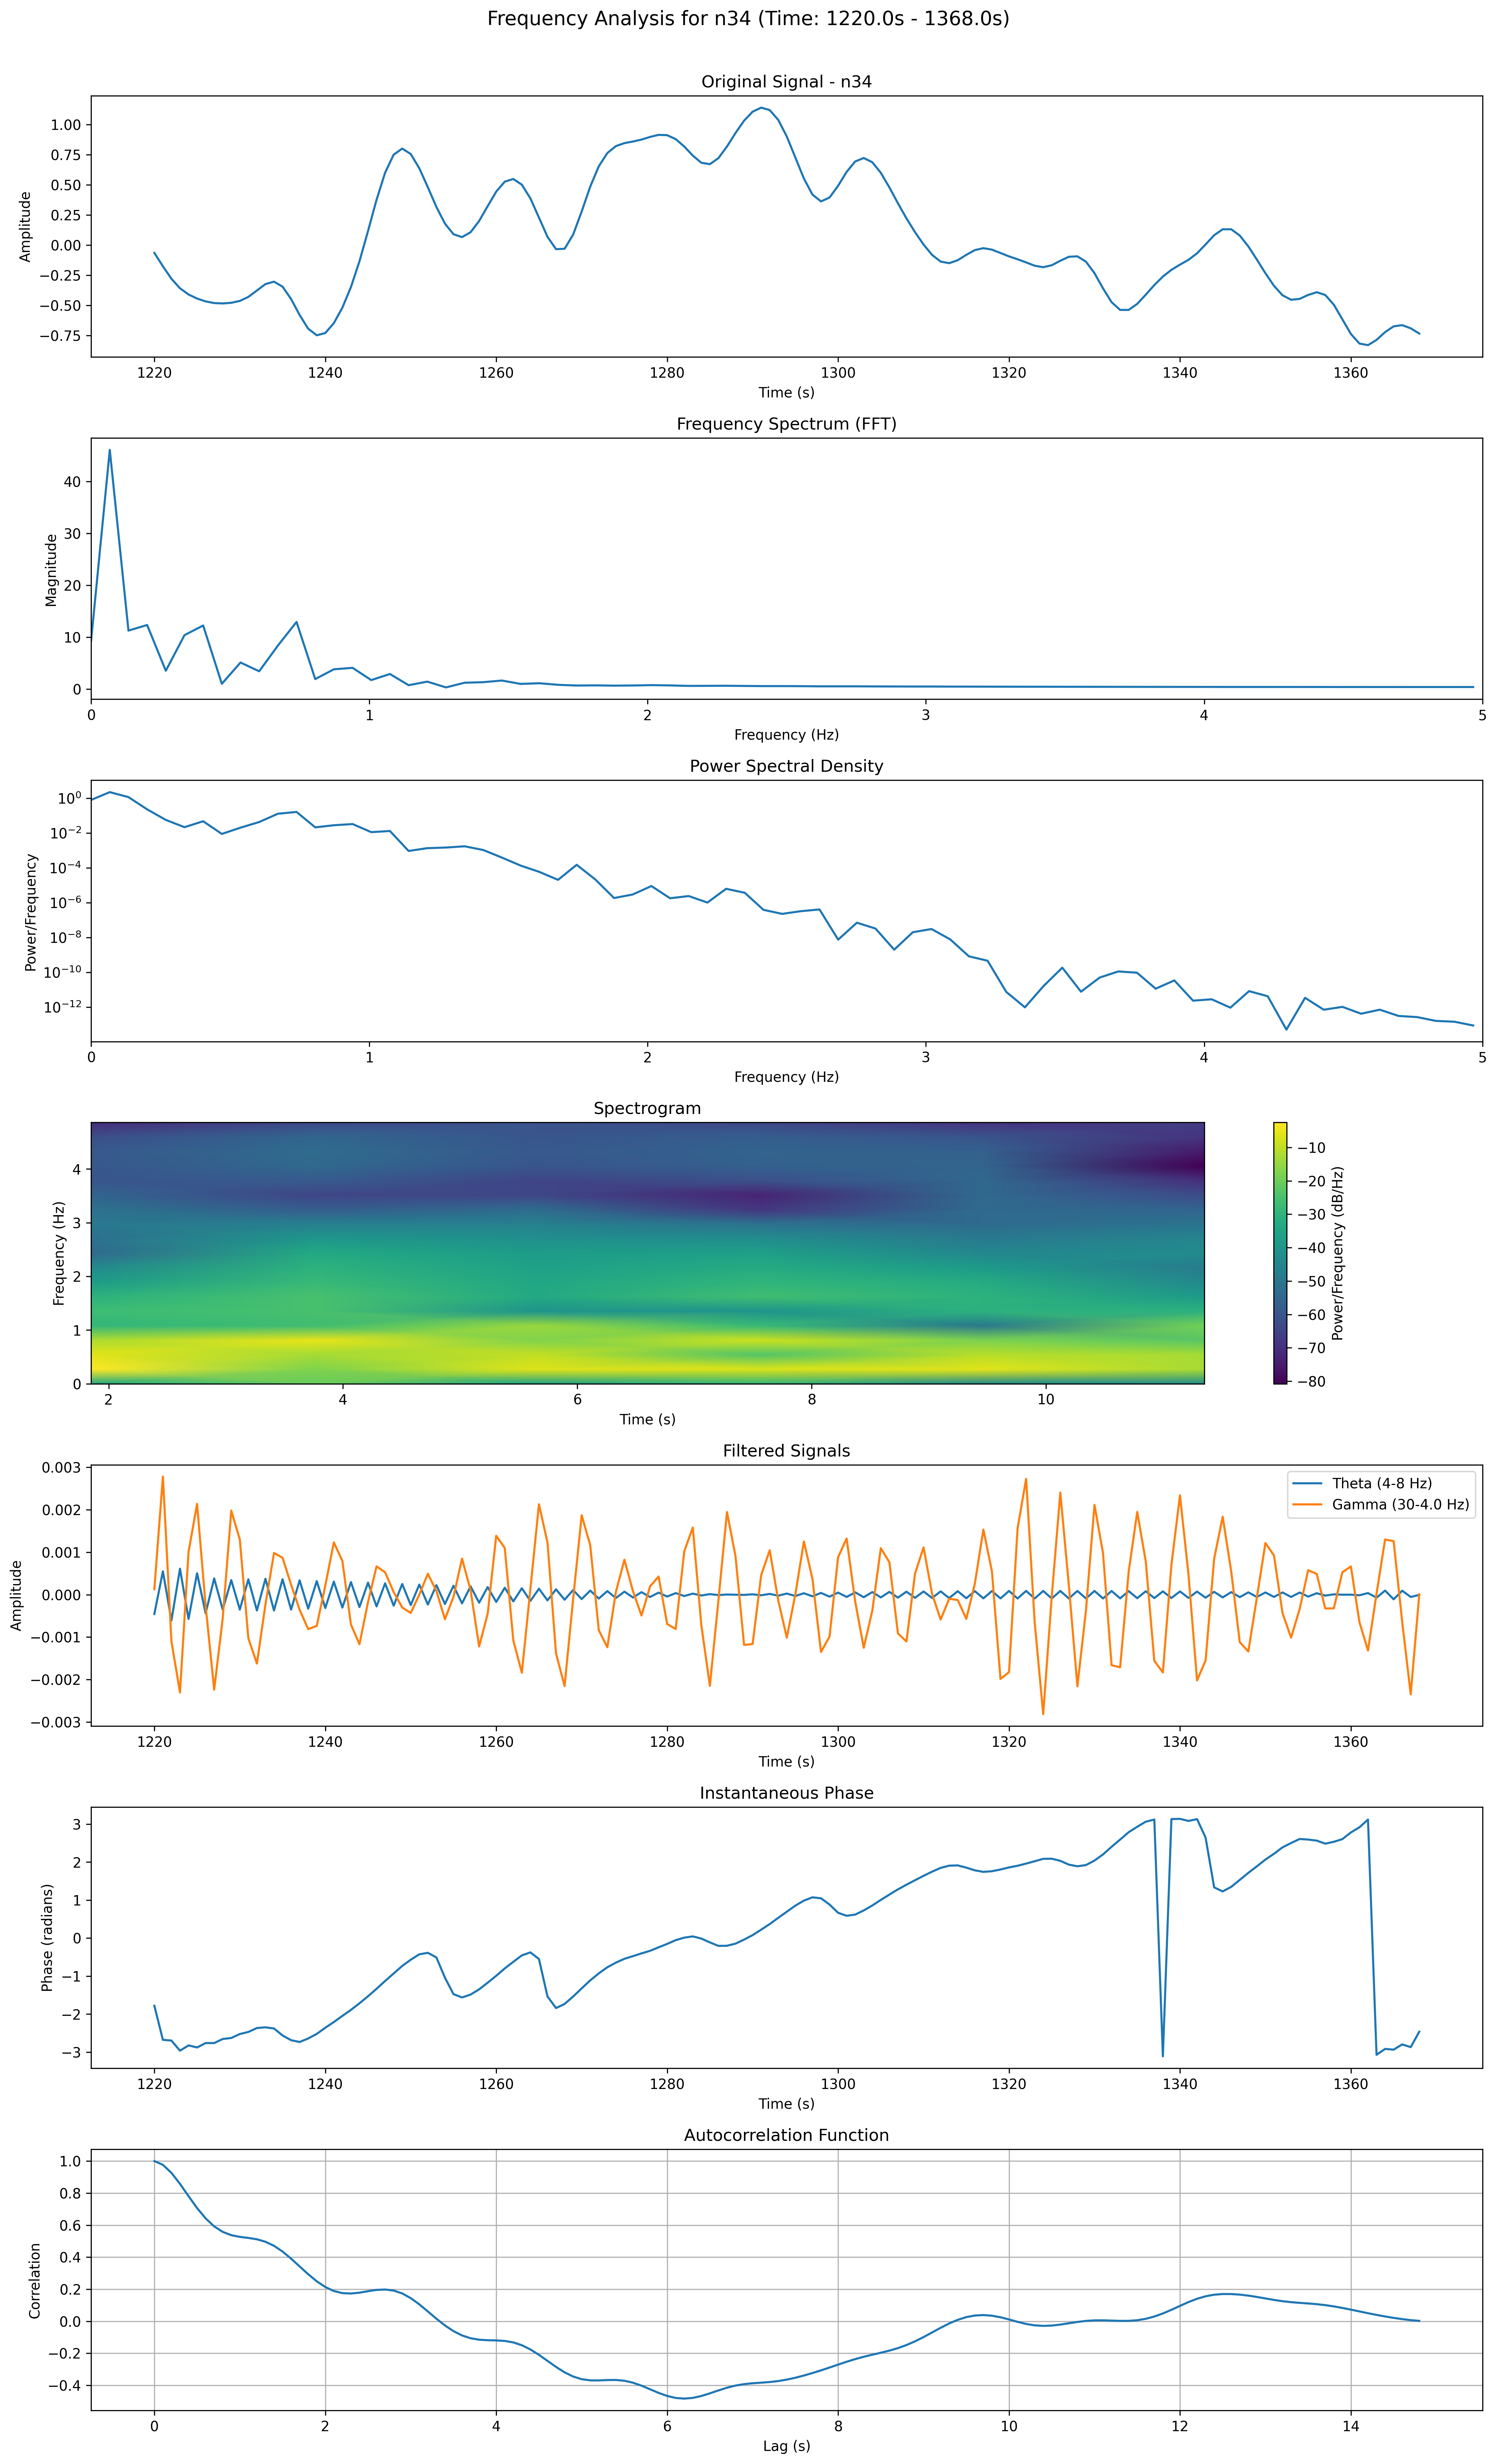 Frequency Analysis for n34 (Time: 1220.0s - 1368.0s)
Original Signal - n34
Amplitude
1.00
0.75
0.50
0.25
0.00
−0.25
−0.50
−0.75
1220 1240 1260 1280 1300 1320 1340 1360
Time (s)
Frequency Spectrum (FFT)
Magnitude
40
30
20
10
0
0 1 2 3 4 5
Frequency (Hz)
Power Spectral Density
Power/Frequency
10⁰
10⁻²
10⁻⁴
10⁻⁶
10⁻⁸
10⁻¹⁰
10⁻¹²
0 1 2 3 4 5
Frequency (Hz)
Spectrogram
Frequency (Hz)
4
3
2
1
0
2 4 6 8 10
Time (s)
−10
−20
−30
−40
−50
−60
−70
−80
Power/Frequency (dB/Hz)
Filtered Signals
Amplitude
0.003
0.002
0.001
0.000
−0.001
−0.002
−0.003
Theta (4-8 Hz)
Gamma (30-4.0 Hz)
1220 1240 1260 1280 1300 1320 1340 1360
Time (s)
Instantaneous Phase
Phase (radians)
3
2
1
0
−1
−2
−3
1220 1240 1260 1280 1300 1320 1340 1360
Time (s)
Autocorrelation Function
Correlation
1.0
0.8
0.6
0.4
0.2
0.0
−0.2
−0.4
0 2 4 6 8 10 12 14
Lag (s)